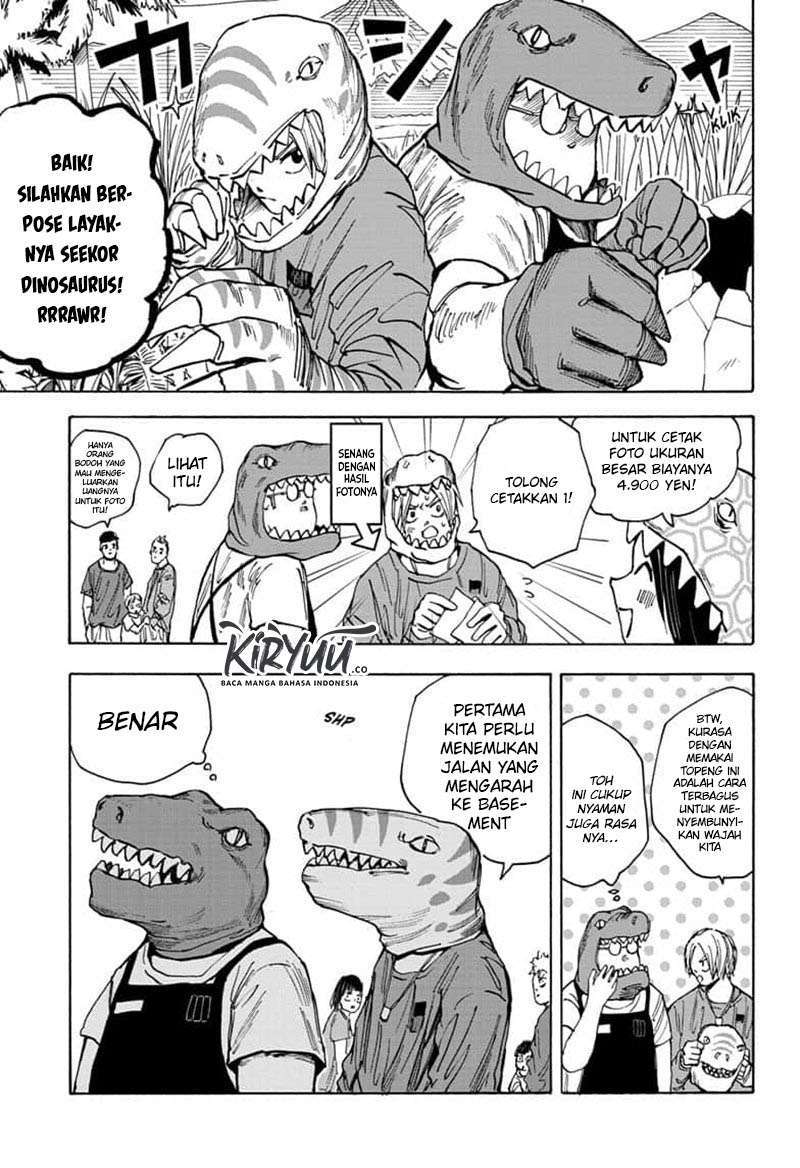 カシャ
KLIK
BAIK!
SILAHKAN BER-
POSE LAYAK-
NYA SEEKOR
DINOSAURUS!
RRRAWR!
UNTUK CETAK
FOTO UKURAN
BESAR BIAYANYA
4.900 YEN!
TOLONG
CETAKKAN 1!
SENANG
DENGAN
HASIL
FOTONYA
LIHAT
ITU!
HANYA
ORANG
BODOH YANG
MAU MENGE-
LUARKAN
UANGNYA
UNTUK FOTO
ITU!
KiRYUU.co
BACA MANGA BAHASA INDONESIA
BTW,
KURASA
DENGAN
MEMAKAI
TOPENG INI
ADALAH CARA
TERBAGUS
UNTUK ME-
NYEMBUNYI-
KAN WAJAH
KITA
TOH
INI CUKUP
NYAMAN
JUGA RASA
NYA...
PERTAMA
KITA PERLU
MENEMUKAN
JALAN YANG
MENGARAH
KE BASE-
MENT
SHP
BENAR